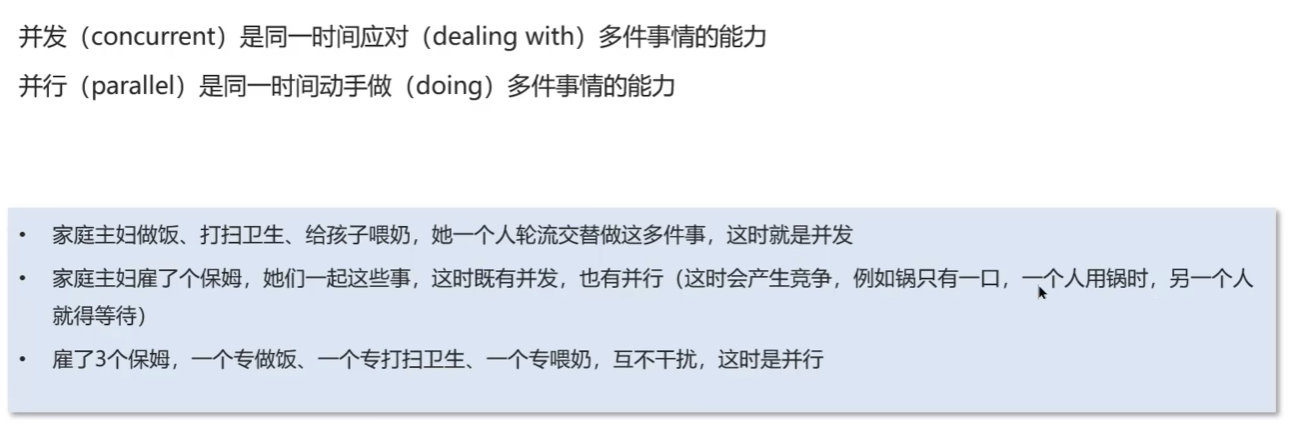 并发（concurrent）是同一时间应对（dealing with）多件事情的能力
并行（parallel）是同一时间动手做（doing）多件事情的能力
• 家庭主妇做饭、打扫卫生、给孩子喂奶，她一个人轮流交替做这多件事，这时就是并发
• 家庭主妇雇了个保姆，她们一起这些事，这时既有并发，也有并行（这时会产生竞争，例如锅只有一口，一个人用锅时，另一个人
就得等待）
• 雇了3个保姆，一个专做饭、一个专打扫卫生、一个专喂奶，互不干扰，这时是并行